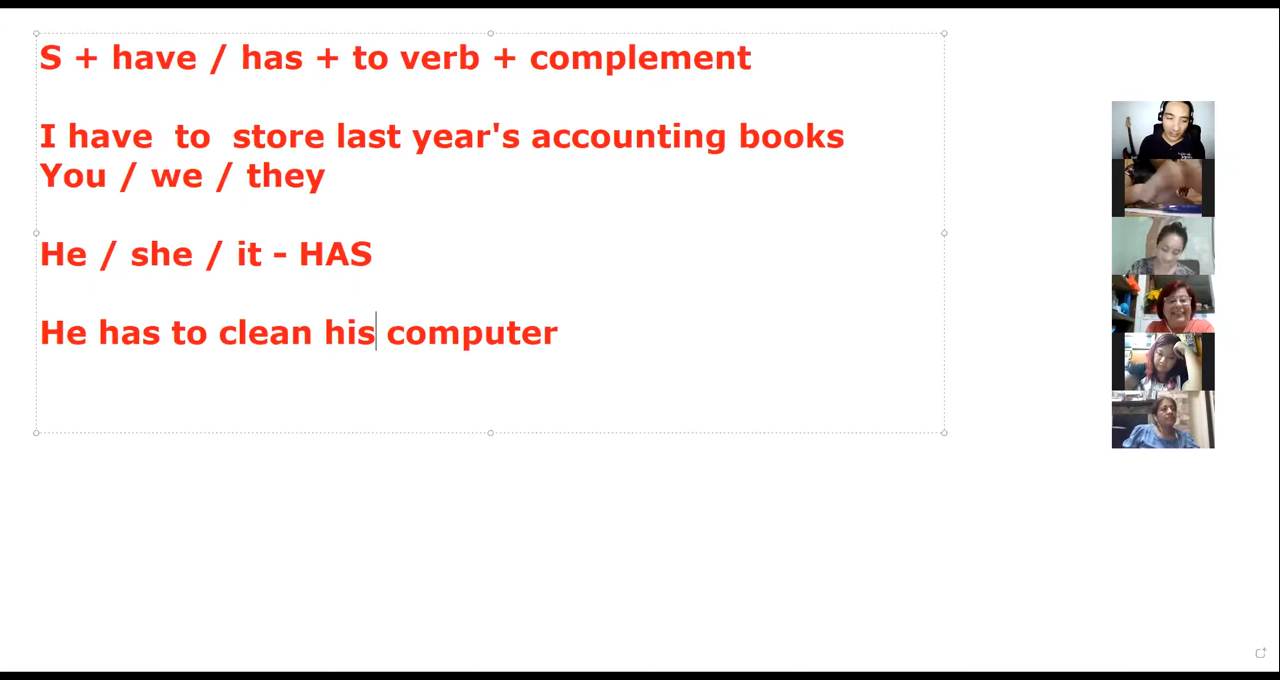 S + have / has + to verb + complement
I have to store last year's accounting books
You / we / they
He / she / it - HAS
He has to clean his computer